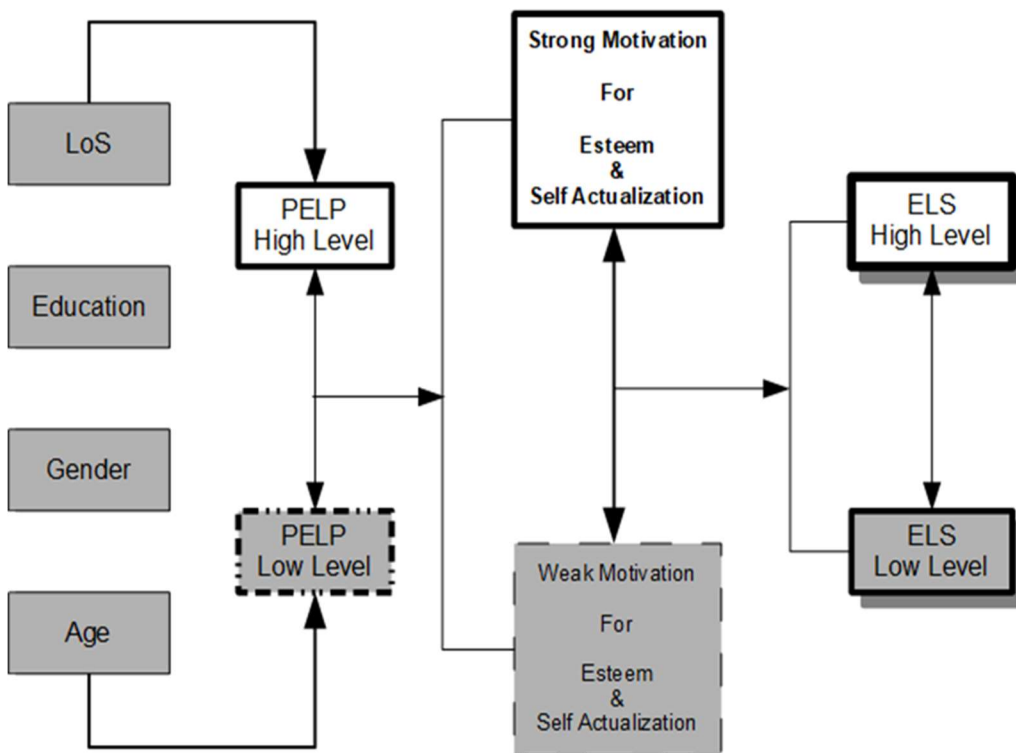 LoS
Education
Gender
Age
PELP
High Level
PELP
Low Level
Strong Motivation
For
Esteem
&
Self Actualization
Weak Motivation
For
Esteem
&
Self Actualization
ELS
High Level
ELS
Low Level